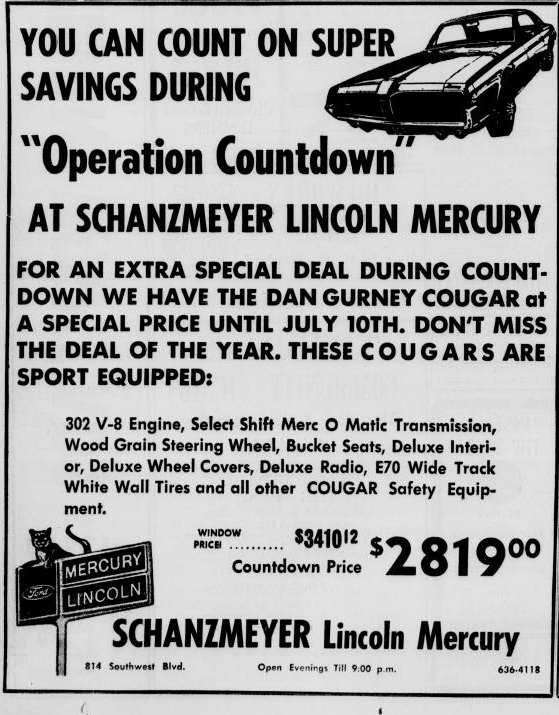 YOU CAN COUNT ON SUPER
SAVINGS DURING
"Operation Countdown"
AT SCHANZMEYER LINCOLN MERCURY
FOR AN EXTRA SPECIAL DEAL DURING COUNT-
DOWN WE HAVE THE DAN GURNEY COUGAR at
A SPECIAL PRICE UNTIL JULY 10TH. DON'T MISS
THE DEAL OF THE YEAR. THESE COUGARS ARE
SPORT EQUIPPED:
302 V-8 Engine, Select Shift Merc O Matic Transmission,
Wood Grain Steering Wheel, Bucket Seats, Deluxe Interi-
or, Deluxe Wheel Covers, Deluxe Radio, E70 Wide Track
White Wall Tires and all other COUGAR Safety Equip-
ment.
WINDOW
PRICE! .......... $341012
Countdown Price $281900
MERCURY
Ford
LINCOLN
SCHANZMEYER Lincoln Mercury
814 Southwest Blvd. Open Evenings Till 9:00 p.m. 636-4118